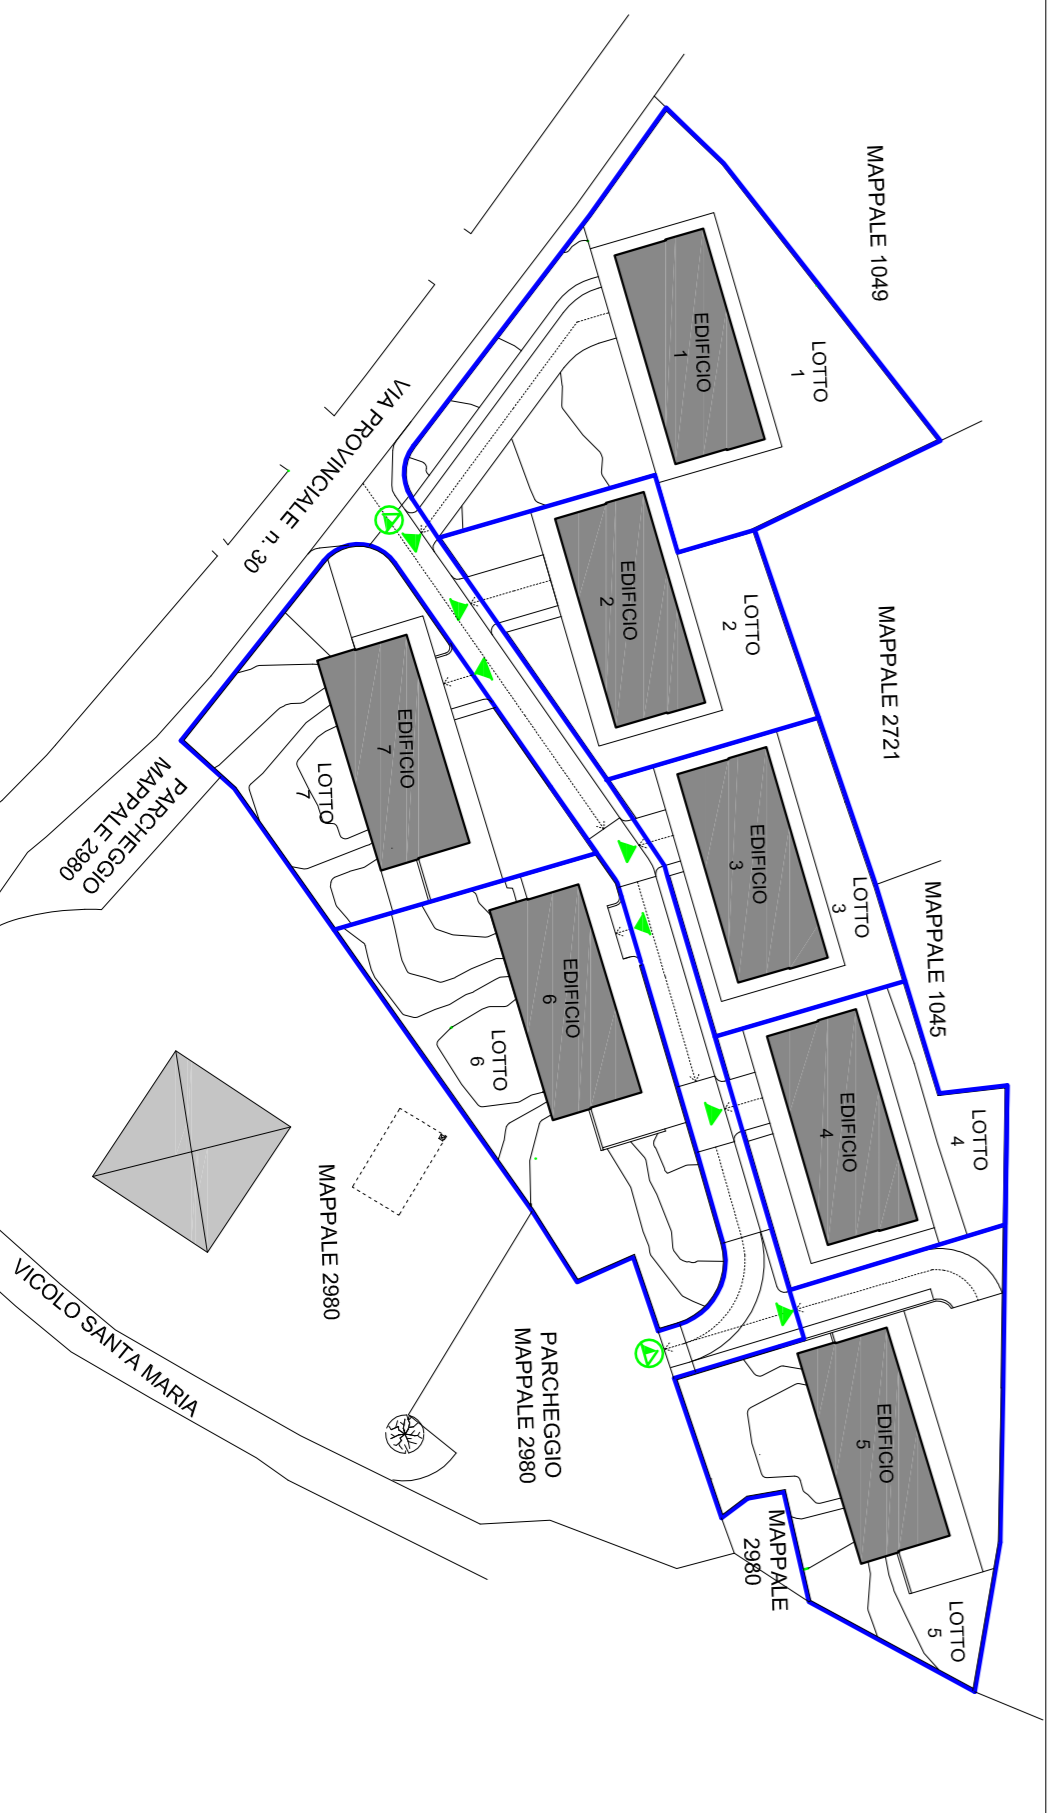 MAPPALE 1049
LOTTO
1
EDIFICIO
1
VIA PROVINCIALE n. 30
LOTTO
2
EDIFICIO
2
MAPPALE 2721
EDIFICIO
7
LOTTO
7
PARCHEGGIO
MAPPALE 2980
LOTTO
3
EDIFICIO
3
MAPPALE 1045
EDIFICIO
6
LOTTO
6
LOTTO
4
EDIFICIO
4
MAPPALE 2980
VICOLO SANTA MARIA
PARCHEGGIO
MAPPALE 2980
EDIFICIO
5
MAPPALE
2980
LOTTO
5